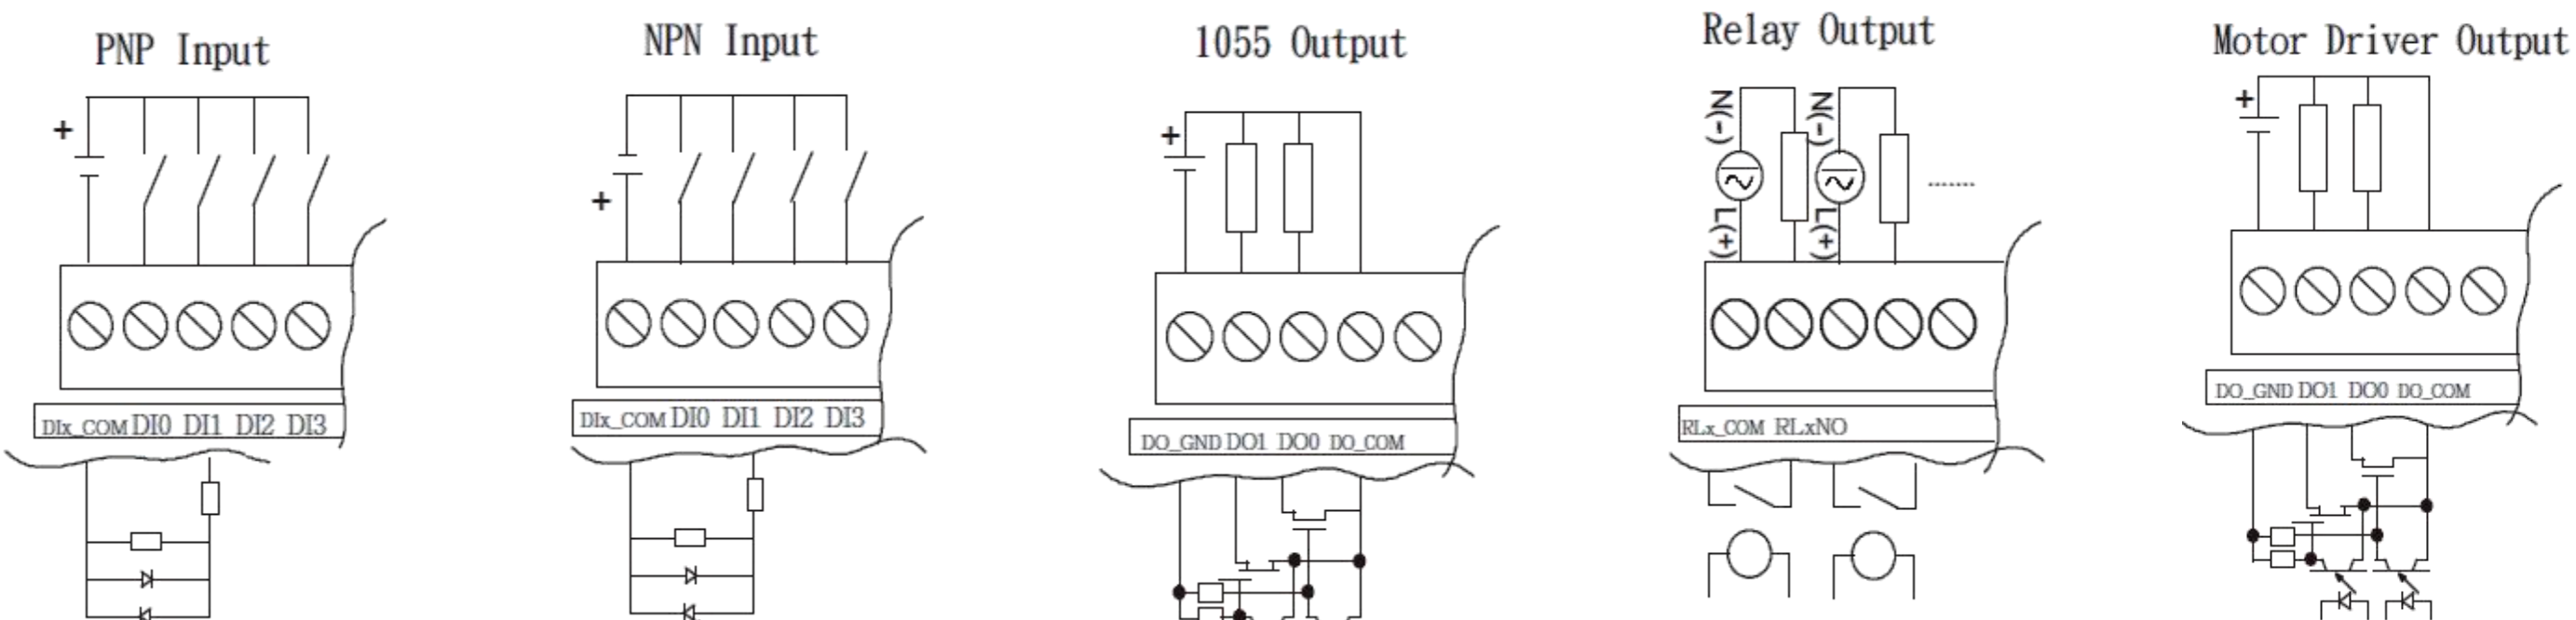 PNP Input
NPN Input
1055 Output
Relay Output
Motor Driver Output
+
+
+
N(-)
L(+)
N(-)
L(+)
.......
+
DIx_COM DI0 DI1 DI2 DI3
DIx_COM DI0 DI1 DI2 DI3
DO_GND DO1 DO0 DO_COM
RLx_COM RLxNO
DO_GND DO1 DO0 DO_COM